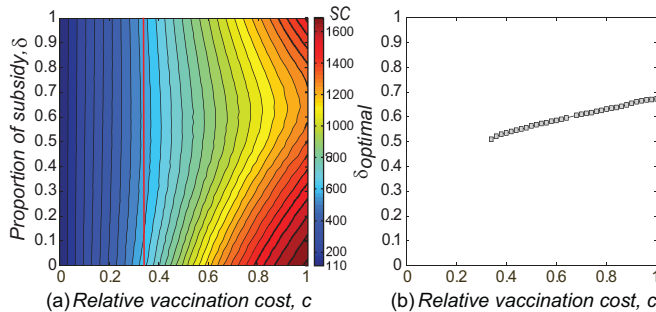 SC
1 1600 1
0.9 0.9
0.8 1400 0.8
0.7 1200 0.7
0.6 1000 0.6
0.5 0.5
0.4 800 0.4
0.3 600 0.3
0.2 400 0.2
0.1 200 0.1
0 110 0
Proportion of subsidy, δ
δoptimal
0 0.2 0.4 0.6 0.8 1 0 0.2 0.4 0.6 0.8 1
(a) Relative vaccination cost, c (b) Relative vaccination cost, c